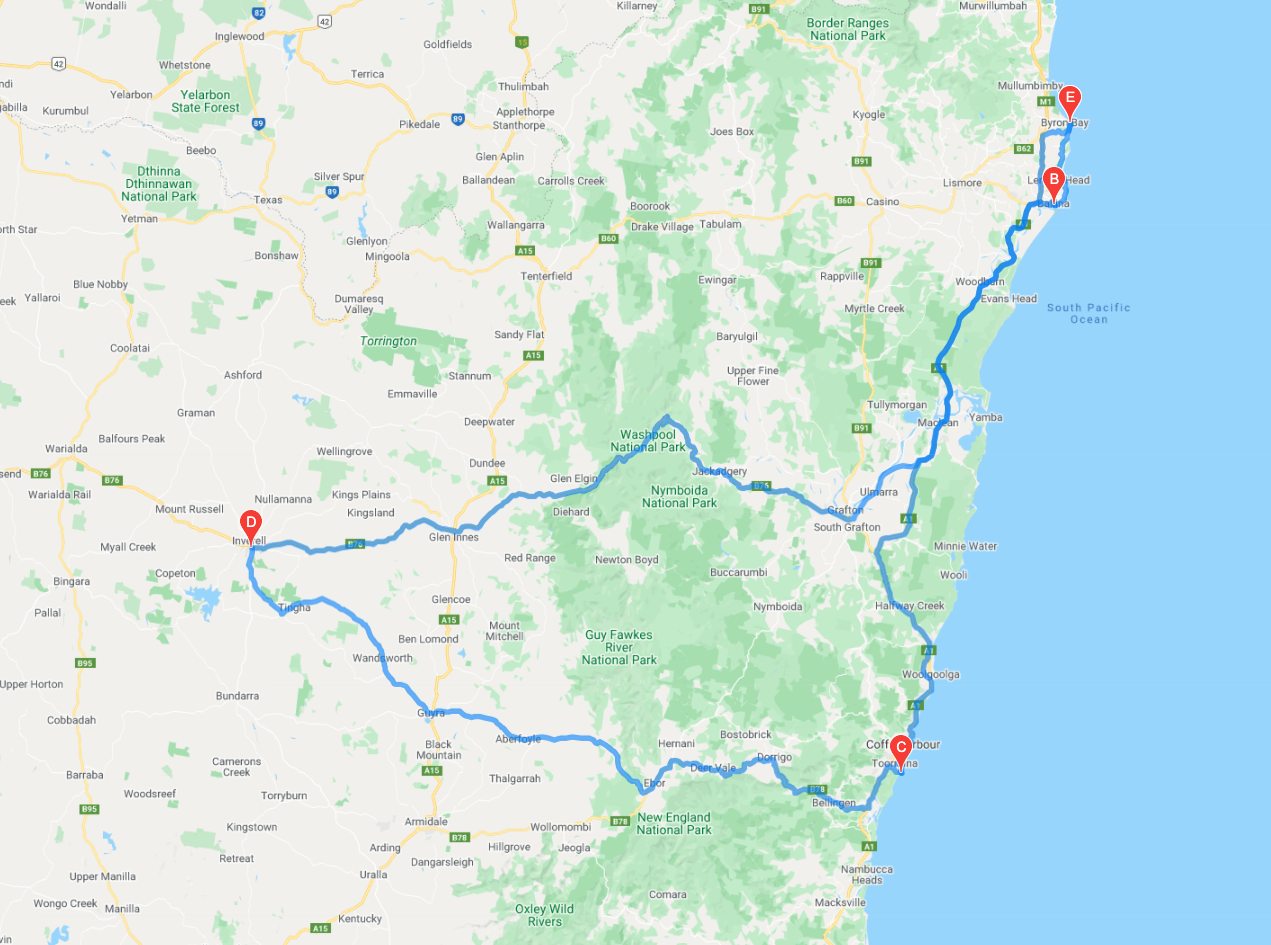 Wondalli
Killarney
B91
Murwillumbah
82
42
Inglewood
Goldfields
15
Border Ranges
National Park
Whetstone
42
Terrica
Yelarbon
Yelarbon
State Forest
Thulimbah
Mullumbimby
E
M1
Kurumbul
89
Pikedale
89
Applethorpe
Stanthorpe
Joes Box
Kyogle
Byron Bay
Beebo
Glen Aplin
B91
B62
Dthinna
Dthinnawan
National Park
Silver Spur
89
Ballandean
Carrolls Creek
Lismore
B
Texas
Boorook
B60
Casino
Ballina
Yetman
Wallangarra
Drake Village
Tabulam
orth Star
Glenlyon
Mingoola
B60
A15
Bonshaw
B91
Tenterfield
Ewingar
Rappville
Woodburn
Blue Nobby
Yallaroi
Dumaresq
Valley
Evans Head
Myrtle Creek
South Pacific
Ocean
Torrington
Sandy Flat
Baryulgil
Coolatai
A15
Ashford
Stannum
Upper Fine
Flower
Emmaville
Graman
Tullymorgan
Deepwater
Maclean
Yamba
Balfours Peak
Washpool
National Park
B91
Warialda
Wellingrove
Dundee
Jackadgery
B76
B76
A15
Glen Elgin
B76
Warialda Rail
Kings Plains
Nullamanna
Nymboida
National Park
Ulmarra
Mount Russell
Kingsland
Diehard
Grafton
D
South Grafton
A1
Inverell
B76
Glen Innes
Myall Creek
Red Range
Newton Boyd
Minnie Water
Copeton
Buccarumbi
Wooli
Bingara
Glencoe
Tingha
Nymboida
Halfway Creek
Pallal
A15
Ben Lomond
Mount
Mitchell
Guy Fawkes
River
National Park
A1
B95
Wandsworth
Upper Horton
Woolgoolga
Bundarra
A1
Cobbadah
Guyra
Black
Mountain
Aberfoyle
Hernani
Bostobrick
C
Camerons
Creek
Deer Vale
Dorrigo
Barraba
A15
Thalgarrah
Ebor
B78
Woodsreef
Torryburn
Bellingen
B95
Armidale
B78
New England
National Park
Kingstown
B78
Wollomombi
Arding
Hillgrove
Jeogla
A1
Retreat
Dangarsleigh
Upper Manilla
Uralla
Nambucca
Heads
Comara
Macksville
Wongo Creek
Manilla
Oxley Wild
Rivers
Kentucky
A15